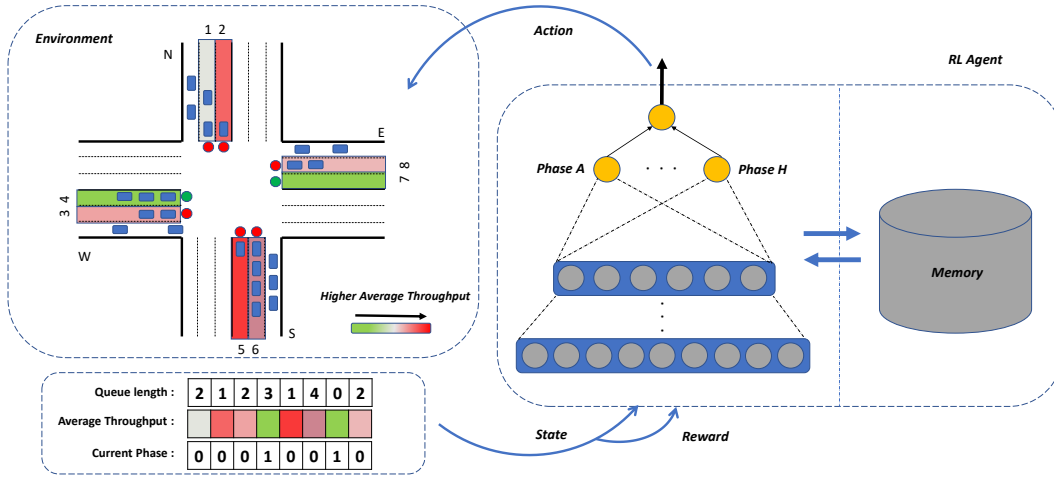 Environment
1 2
N
E
8
7
4
3
W
S
5 6
Higher Average Throughput
Action
RL Agent
Phase A
. . .
Phase H
Memory
Queue length : 2 1 2 3 1 4 0 2
Average Throughput :
Current Phase : 0 0 0 1 0 0 1 0
State
Reward